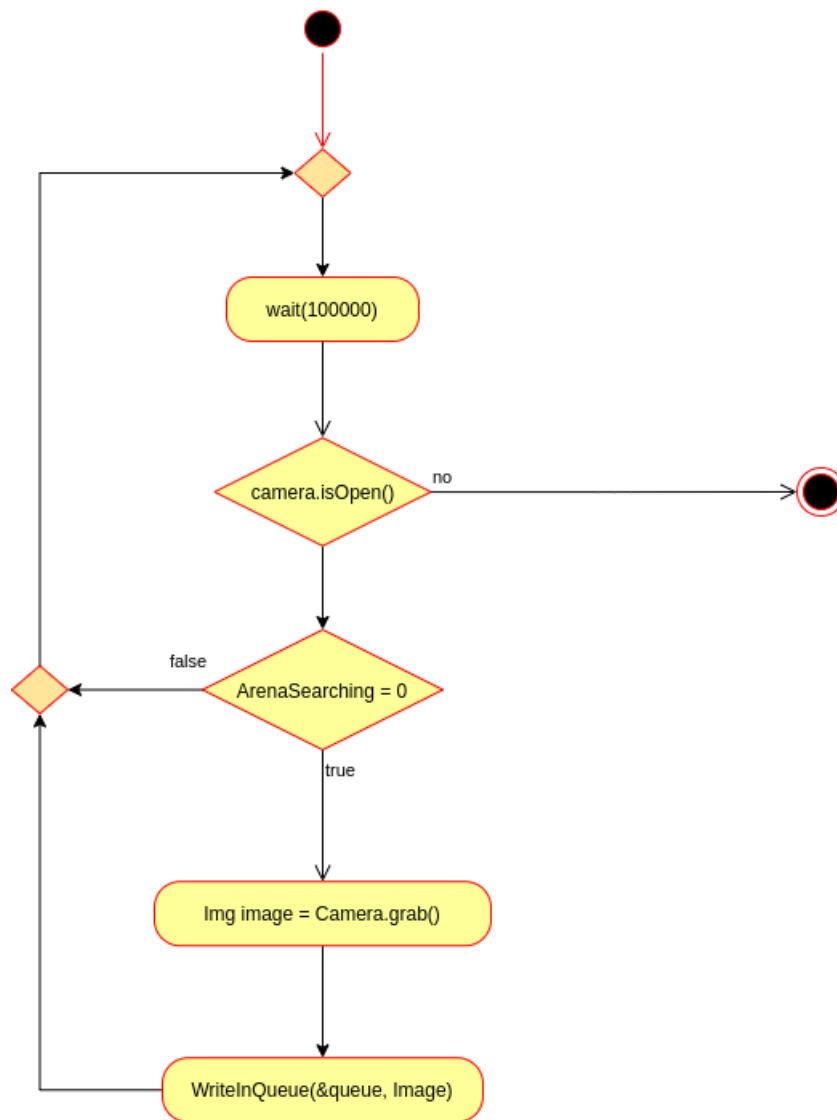 wait(100000)
camera.isOpen()
no
false
ArenaSearching = 0
true
Img image = Camera.grab()
WriteInQueue(&queue, Image)